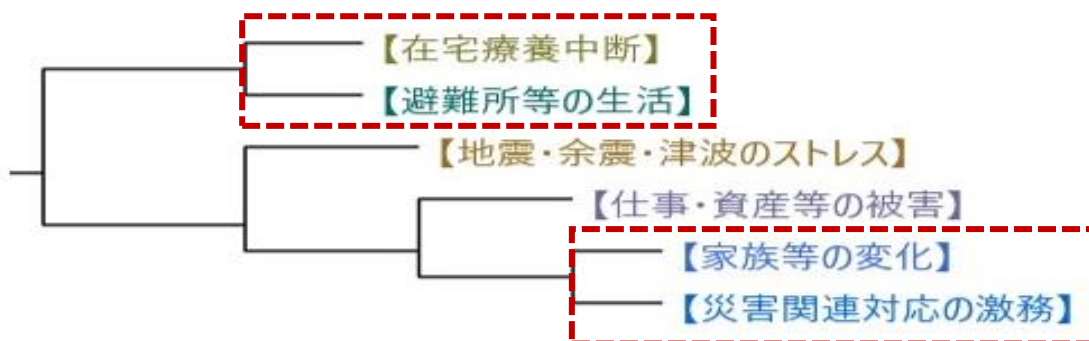 【在宅療養中断】
【避難所等の生活】
【地震・余震・津波のストレス】
【仕事・資産等の被害】
【家族等の変化】
【災害関連対応の激務】